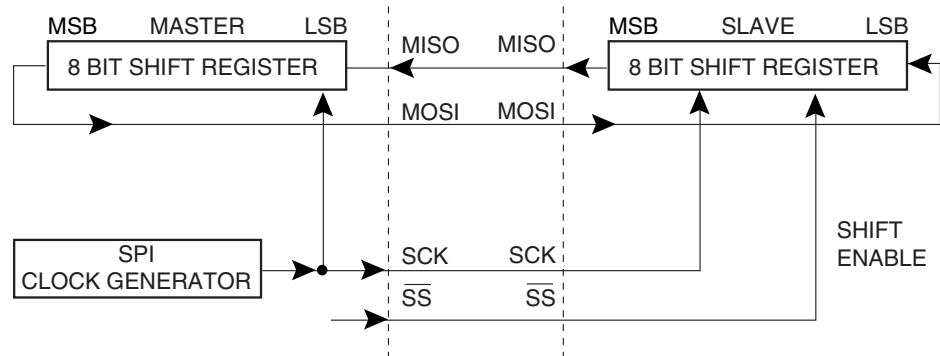 MSB MASTER LSB
MISO MISO
MSB SLAVE LSB
8 BIT SHIFT REGISTER
8 BIT SHIFT REGISTER
MOSI MOSI
SHIFT
ENABLE
SPI
CLOCK GENERATOR
SCK SCK
SS SS